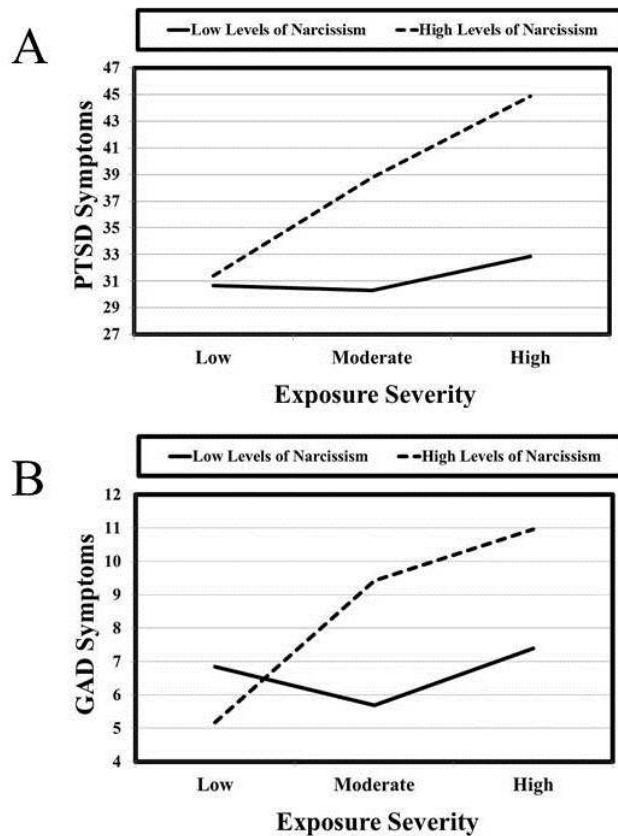 A
Low Levels of Narcissism High Levels of Narcissism
47
45
43
41
39
37
35
33
31
29
27
PTSD Symptoms
Low Moderate High
Exposure Severity
B
Low Levels of Narcissism High Levels of Narcissism
12
11
10
9
8
7
6
5
4
GAD Symptoms
Low Moderate High
Exposure Severity